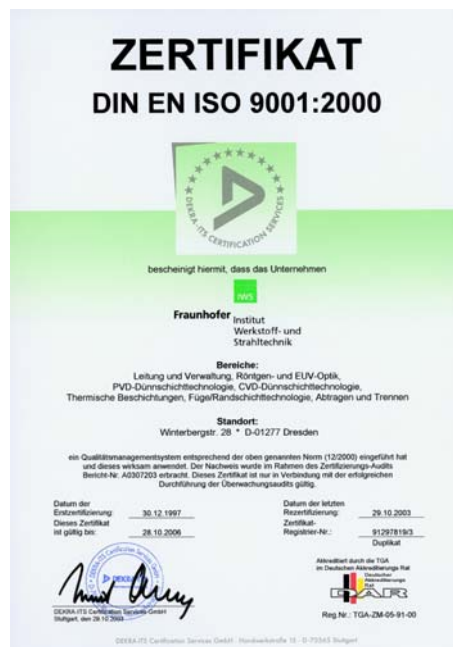 ZERTIFIKAT
DIN EN ISO 9001:2000
DEKRA-ITS CERTIFICATION SERVICES
bescheinigt hiermit, dass das Unternehmen
IWS
Fraunhofer Institut
Werkstoff- und
Strahltechnik
Bereiche:
Leitung und Verwaltung, Röntgen- und EUV-Optik,
PVD-Dünnschichttechnologie, CVD-Dünnschichttechnologie,
Thermische Beschichtungen, Füge/Randschichttechnologie, Abtragen und Trennen
Standort:
Winterbergstr. 28 * D-01277 Dresden
ein Qualitätsmanagementsystem entsprechend der oben genannten Norm (12/2000) eingeführt hat
und dieses wirksam anwendet. Der Nachweis wurde im Rahmen des Zertifizierungs-Audits
Bericht-Nr. A0307203 erbracht. Dieses Zertifikat ist nur in Verbindung mit der erfolgreichen
Durchführung der Überwachungsaudits gültig.
Datum der
Erstzertifizierung: 30.12.1997
Dieses Zertifikat
ist gültig bis: 28.10.2006
Datum der letzten
Rezertifizierung: 29.10.2003
Zertifikat-
Registrier-Nr.: 91297819/3
Duplikat
DEKRA
DEKRA-ITS Certification Services GmbH
Stuttgart, den 29.10.2003
Akkreditiert durch die TGA
im Deutschen Akkreditierungs Rat
Deutscher
Akkreditierungs
Rat
DAR
Reg.Nr.: TGA-ZM-05-91-00
DEKRA-ITS Certification Services GmbH · Handwerkstraße 15 · D-70565 Stuttgart